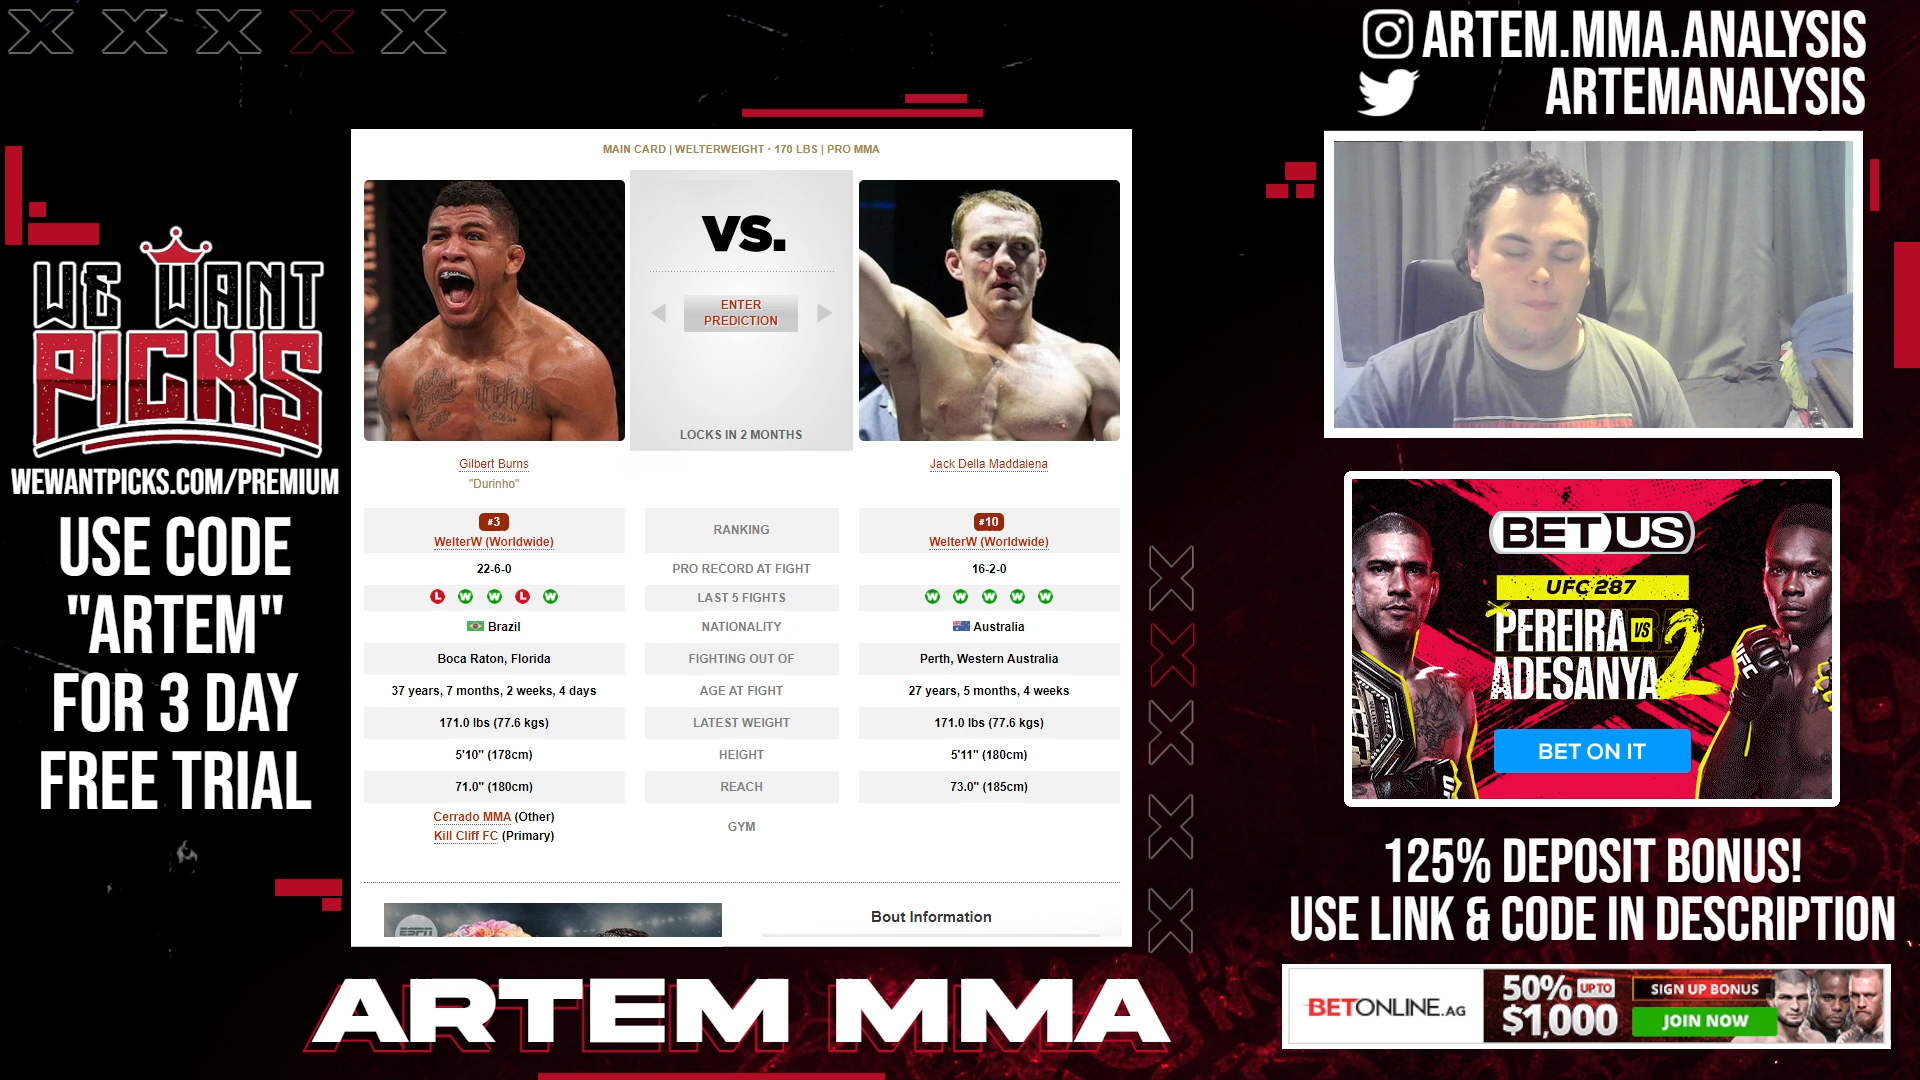 ARTEM.MMA.ANALYSIS
ARTEMANALYSIS
WE WANT
PICKS
WEWANTPICKS.COM/PREMIUM
USE CODE
"ARTEM"
FOR 3 DAY
FREE TRIAL
MAIN CARD | WELTERWEIGHT · 170 LBS | PRO MMA
VS.
ENTER
PREDICTION
LOCKS IN 2 MONTHS
Gilbert Burns
"Durinho"
Jack Della Maddalena
#3
WelterW (Worldwide)
RANKING
#10
WelterW (Worldwide)
22-6-0
PRO RECORD AT FIGHT
16-2-0
L W W L W
LAST 5 FIGHTS
W W W W W
Brazil
NATIONALITY
Australia
Boca Raton, Florida
FIGHTING OUT OF
Perth, Western Australia
37 years, 7 months, 2 weeks, 4 days
AGE AT FIGHT
27 years, 5 months, 4 weeks
171.0 lbs (77.6 kgs)
LATEST WEIGHT
171.0 lbs (77.6 kgs)
5'10" (178cm)
HEIGHT
5'11" (180cm)
71.0" (180cm)
REACH
73.0" (185cm)
Cerrado MMA (Other)
Kill Cliff FC (Primary)
GYM
ESPN
Bout Information
ARTEM MMA
BETUS
UFC 287
PEREIRA VS
ADESANYA 2
UFC
BET ON IT
125% DEPOSIT BONUS!
USE LINK & CODE IN DESCRIPTION
BETONLINE.AG
50% UP TO
$1,000
SIGN UP BONUS
JOIN NOW